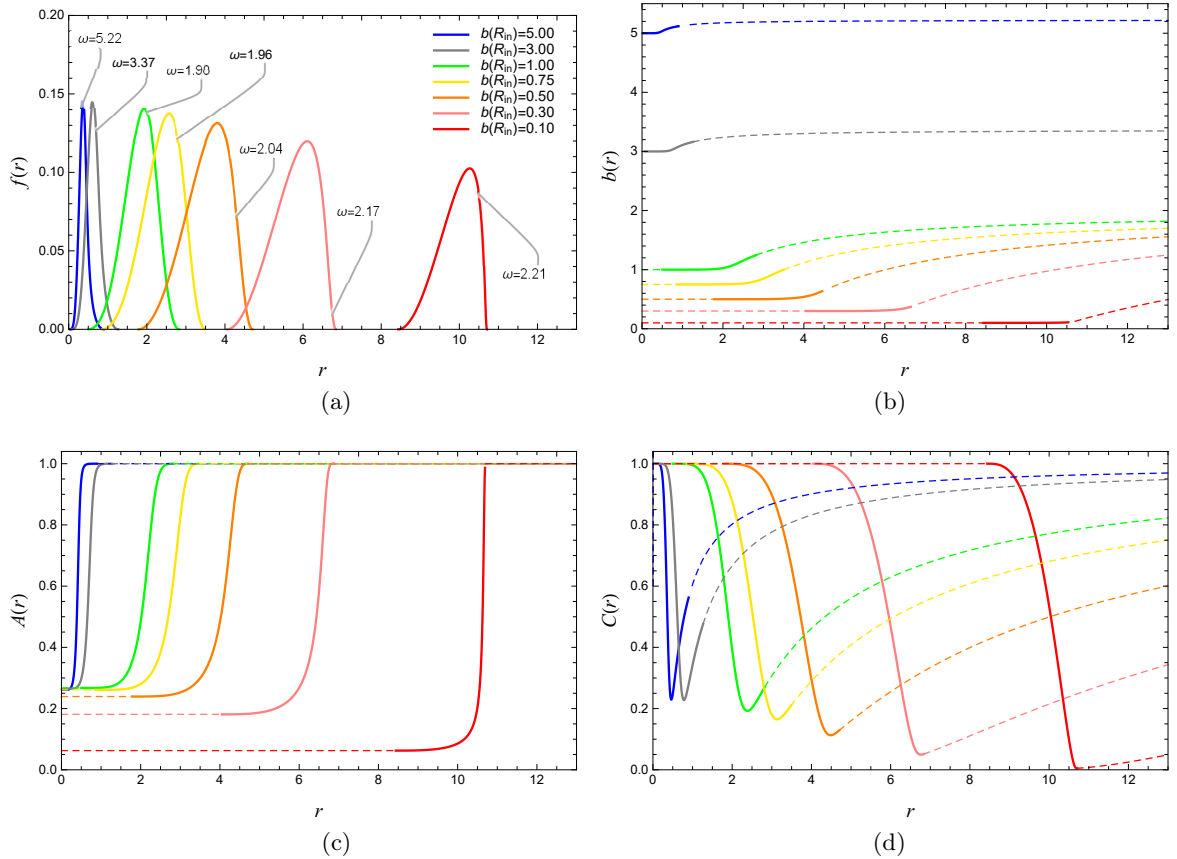 ω=5.22
ω=3.37
ω=1.90
ω=1.96
ω=2.04
ω=2.17
ω=2.21
b(R_in)=5.00
b(R_in)=3.00
b(R_in)=1.00
b(R_in)=0.75
b(R_in)=0.50
b(R_in)=0.30
b(R_in)=0.10
0.20
0.15
0.10
0.05
0.00
f(r)
0 2 4 6 8 10 12
r
(a)
5
4
3
2
1
0
b(r)
0 2 4 6 8 10 12
r
(b)
1.0
0.8
0.6
0.4
0.2
0.0
A(r)
0 2 4 6 8 10 12
r
(c)
1.0
0.8
0.6
0.4
0.2
0.0
C(r)
0 2 4 6 8 10 12
r
(d)